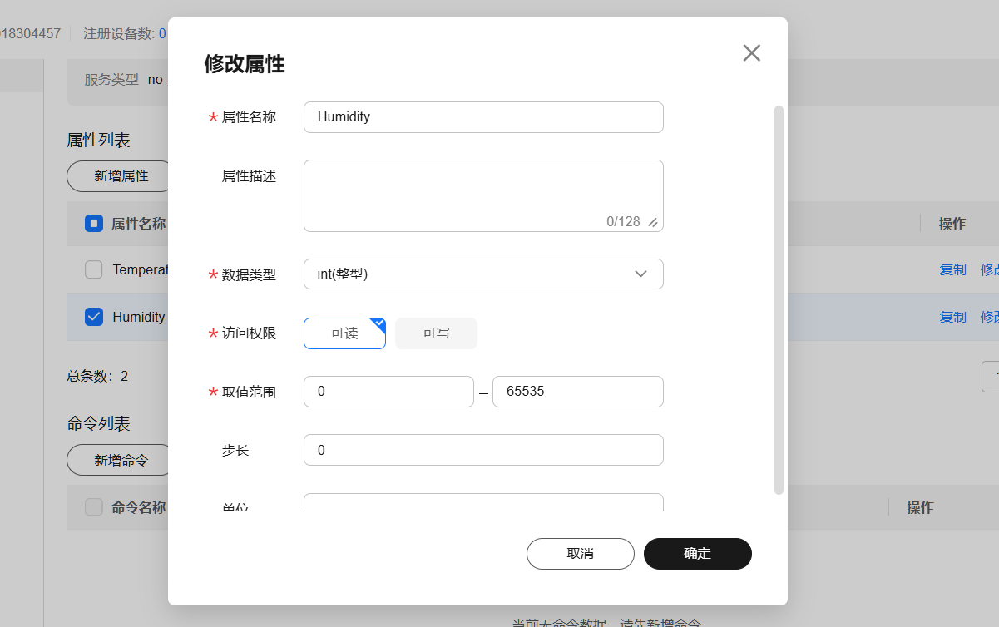 18304457 注册设备数: 0
服务类型 no_
属性列表
新增属性
属性名称 操作
Temperat 复制 修改
Humidity 复制 修改
总条数: 2
命令列表
新增命令
命令名称 操作
当前无命令数据，请先新增命令
修改属性
* 属性名称 Humidity
属性描述
0/128
* 数据类型 int(整型)
* 访问权限 可读 可写
* 取值范围 0 – 65535
步长 0
单位
取消 确定